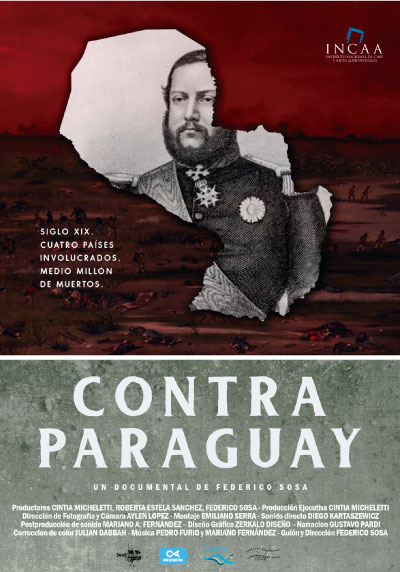 INCAA
INSTITUTO NACIONAL DE CINE
Y ARTES AUDIOVISUALES
SIGLO XIX.
CUATRO PAÍSES
INVOLUCRADOS.
MEDIO MILLÓN
DE MUERTOS.
CONTRA
PARAGUAY
UN DOCUMENTAL DE FEDERICO SOSA
Productores CINTIA MICHELETTI, ROBERTA ESTELA SANCHEZ, FEDERICO SOSA - Producción Ejecutiva CINTIA MICHELETTI
Dirección de Fotografía y Cámara AYLEN LOPEZ - Montaje EMILIANO SERRA - Sonido directo DIEGO KARTASZEWICZ
Postproducción de sonido MARIANO A. FERNANDEZ - Diseño Gráfico ZERKALO DISEÑO - Narracion GUSTAVO PARDI
Correccion de color JULIAN DABBAH - Música PEDRO FURIO y MARIANO FERNÁNDEZ - Guión y Dirección FEDERICO SOSA